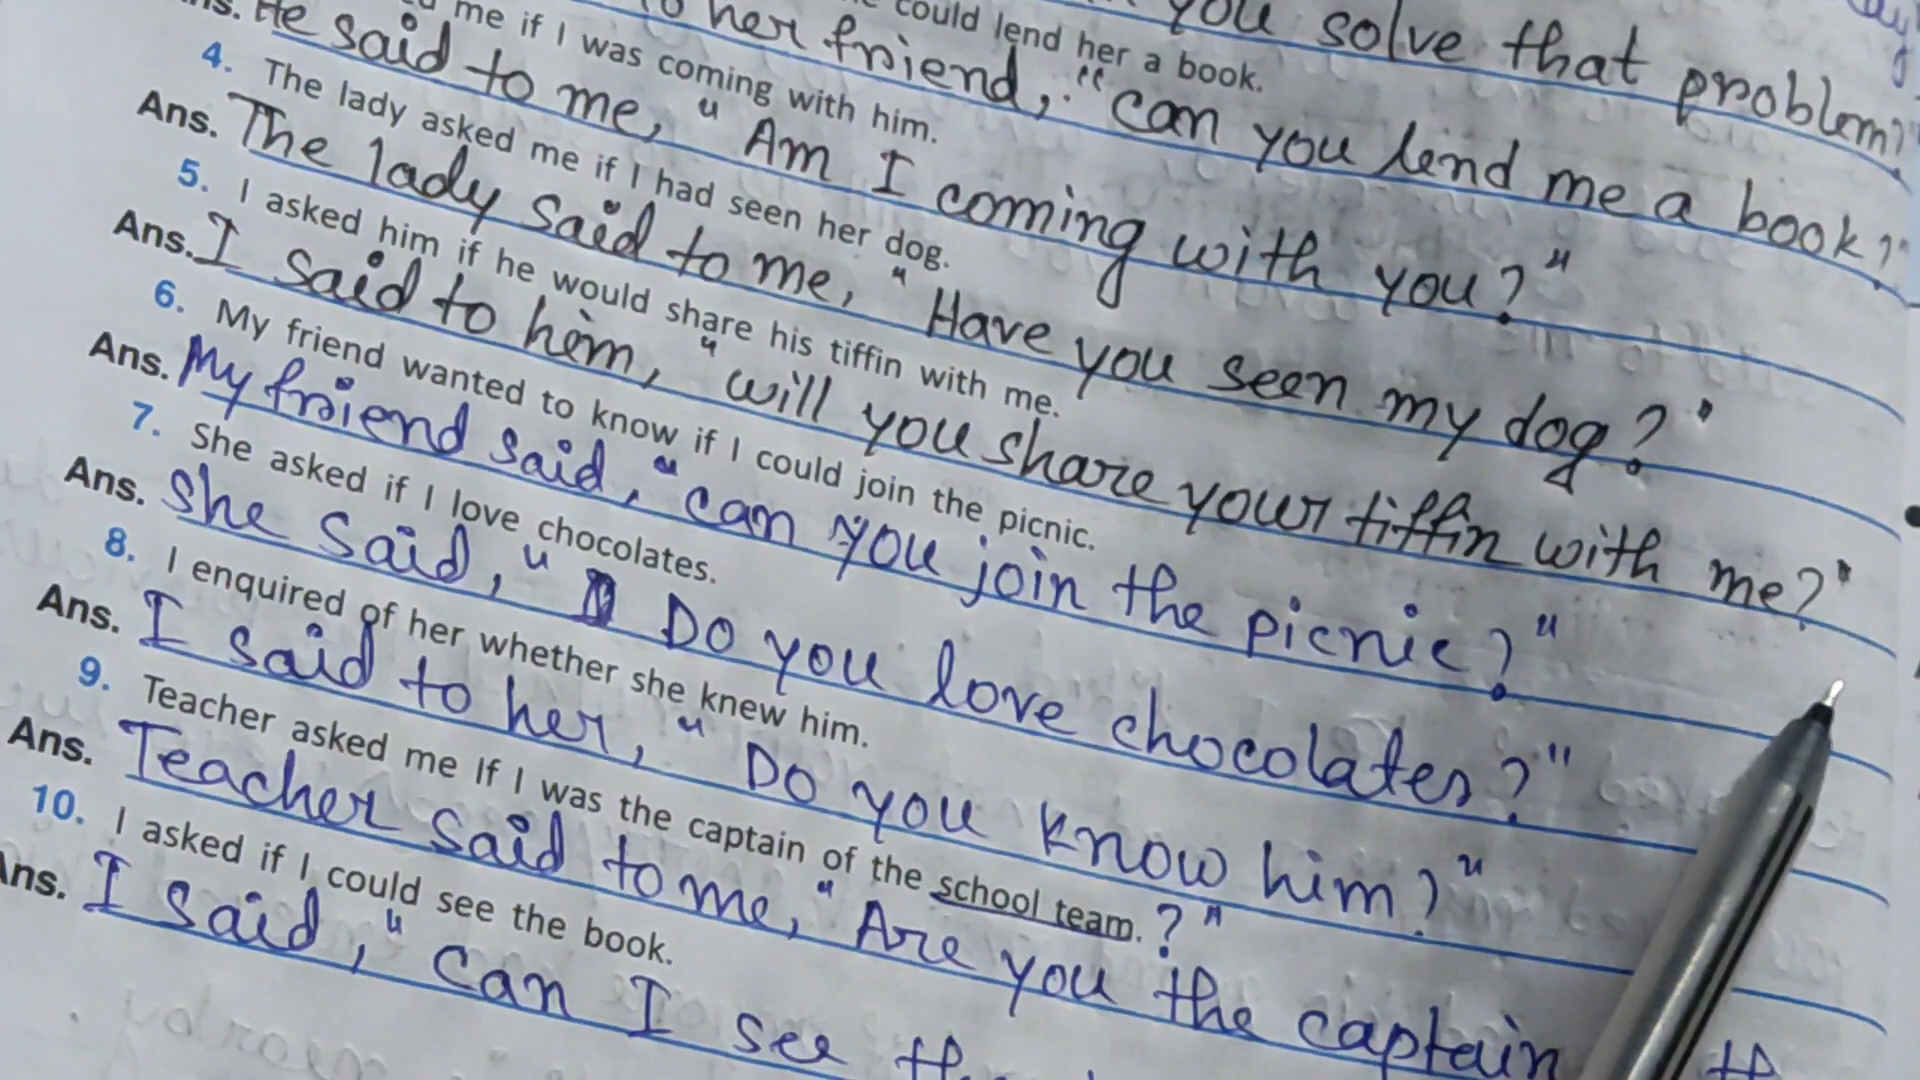 you solve that problem?
could lend her a book.
to her friend, "can you lend me a book?"
me if I was coming with him.
Ans. He said to me, " Am I coming with you?"
4. The lady asked me if I had seen her dog.
Ans. The lady said to me, " Have you seen my dog?"
5. I asked him if he would share his tiffin with me.
Ans. I said to him, " will you share your tiffin with me?"
6. My friend wanted to know if I could join the picnic.
Ans. My friend said, "can you join the picnic?"
7. She asked if I love chocolates.
Ans. She said, " Do you love chocolates?"
8. I enquired of her whether she knew him.
Ans. I said to her, " Do you know him?"
9. Teacher asked me If I was the captain of the school team. ?"
Ans. Teacher said to me, " Are you the captain
10. I asked if I could see the book.
Ans. I said, " can I see